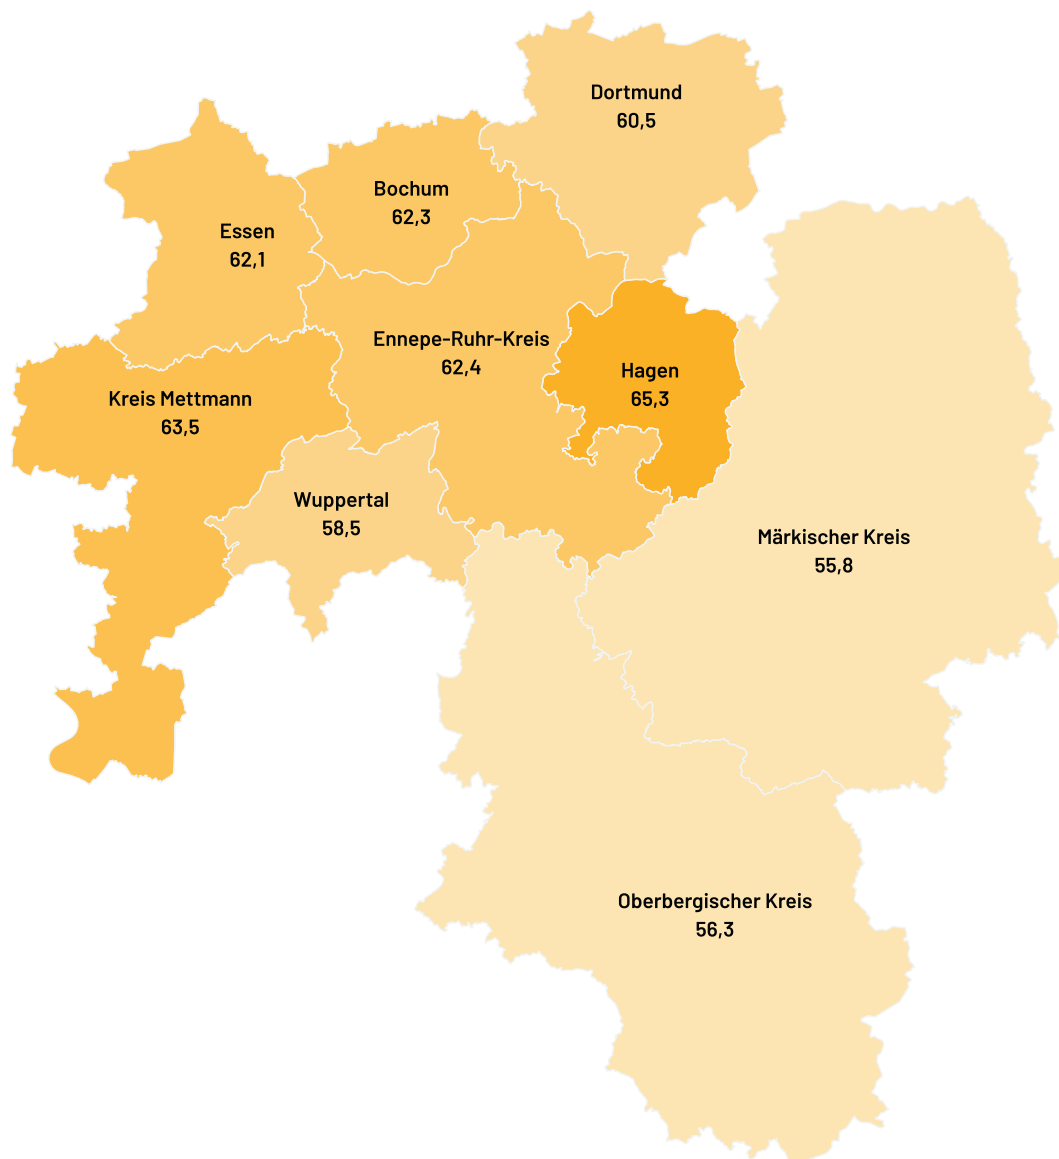 Dortmund
60,5
Bochum
62,3
Essen
62,1
Ennepe-Ruhr-Kreis
62,4
Hagen
65,3
Kreis Mettmann
63,5
Wuppertal
58,5
Märkischer Kreis
55,8
Oberbergischer Kreis
56,3